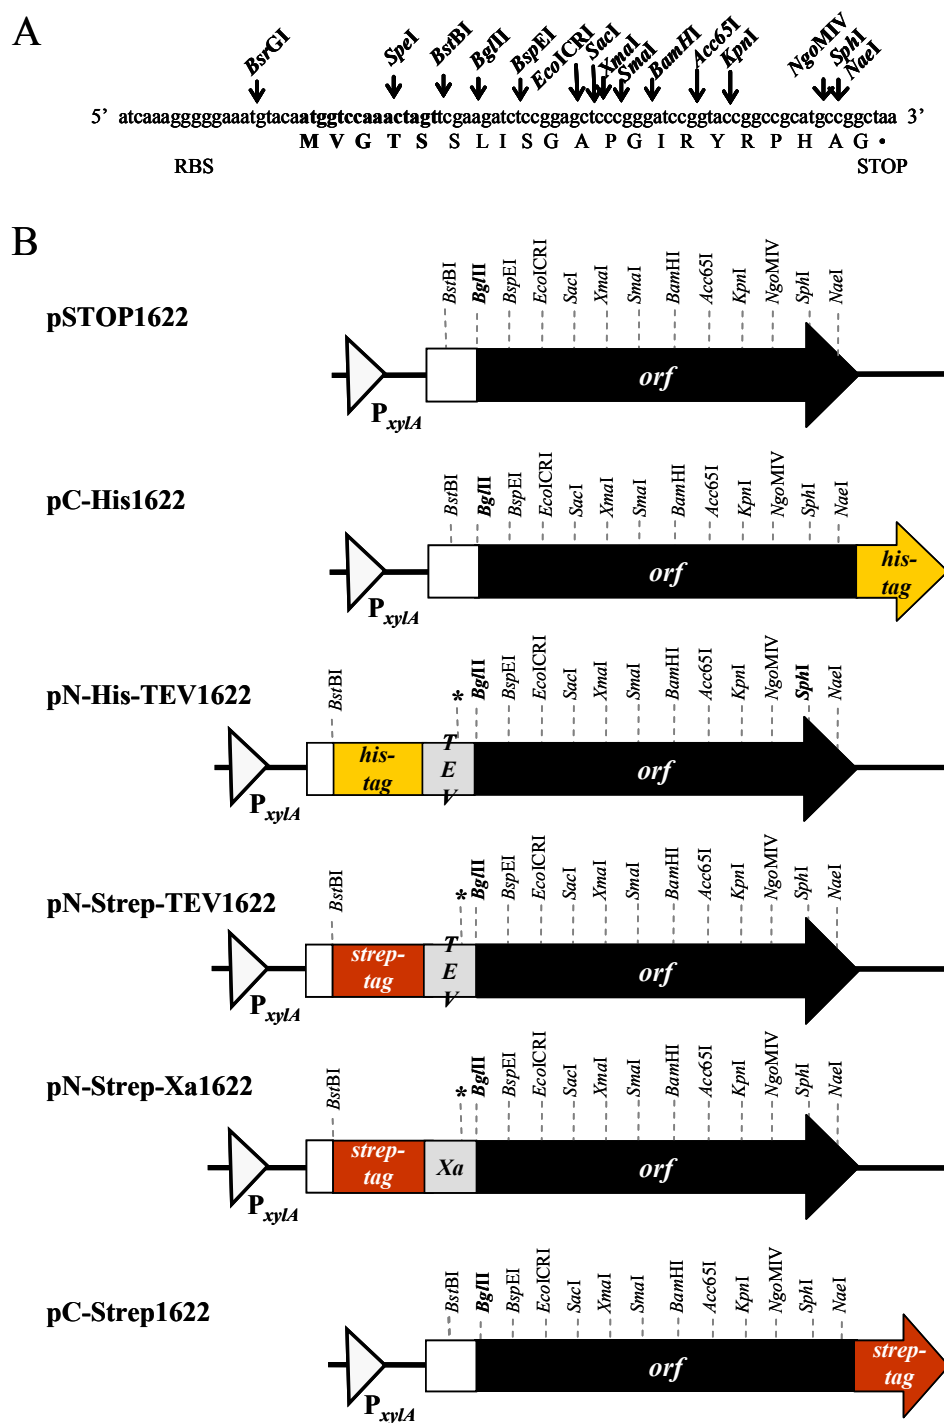 A
BsrGI SpeI BstBI BglII BspEI EcoICRI SacI XmaI SmaI BamHI Acc65I KpnI NgoMIV SphI NaeI
5’ atcaaagggggaaatgtacaatggtccaaactagttcgaagatctccggagctcccgggatccggtaccggccgcatgccggctaa 3’
M V G T S S L I S G A P G I R Y R P H A G •
RBS STOP
B
BstBI BglII BspEI EcoICRI SacI XmaI SmaI BamHI Acc65I KpnI NgoMIV SphI NaeI
pSTOP1622
orf
PxylA
BstBI BglII BspEI EcoICRI SacI XmaI SmaI BamHI Acc65I KpnI NgoMIV SphI NaeI
pC-His1622
orf his-tag
PxylA
BstBI * BglII BspEI EcoICRI SacI XmaI SmaI BamHI Acc65I KpnI NgoMIV SphI NaeI
pN-His-TEV1622
his-tag TEV orf
PxylA
BstBI * BglII BspEI EcoICRI SacI XmaI SmaI BamHI Acc65I KpnI NgoMIV SphI NaeI
pN-Strep-TEV1622
strep-tag TEV orf
PxylA
BstBI * BglII BspEI EcoICRI SacI XmaI SmaI BamHI Acc65I KpnI NgoMIV SphI NaeI
pN-Strep-Xa1622
strep-tag Xa orf
PxylA
BstBI BglII BspEI EcoICRI SacI XmaI SmaI BamHI Acc65I KpnI NgoMIV SphI NaeI
pC-Strep1622
orf strep-tag
PxylA